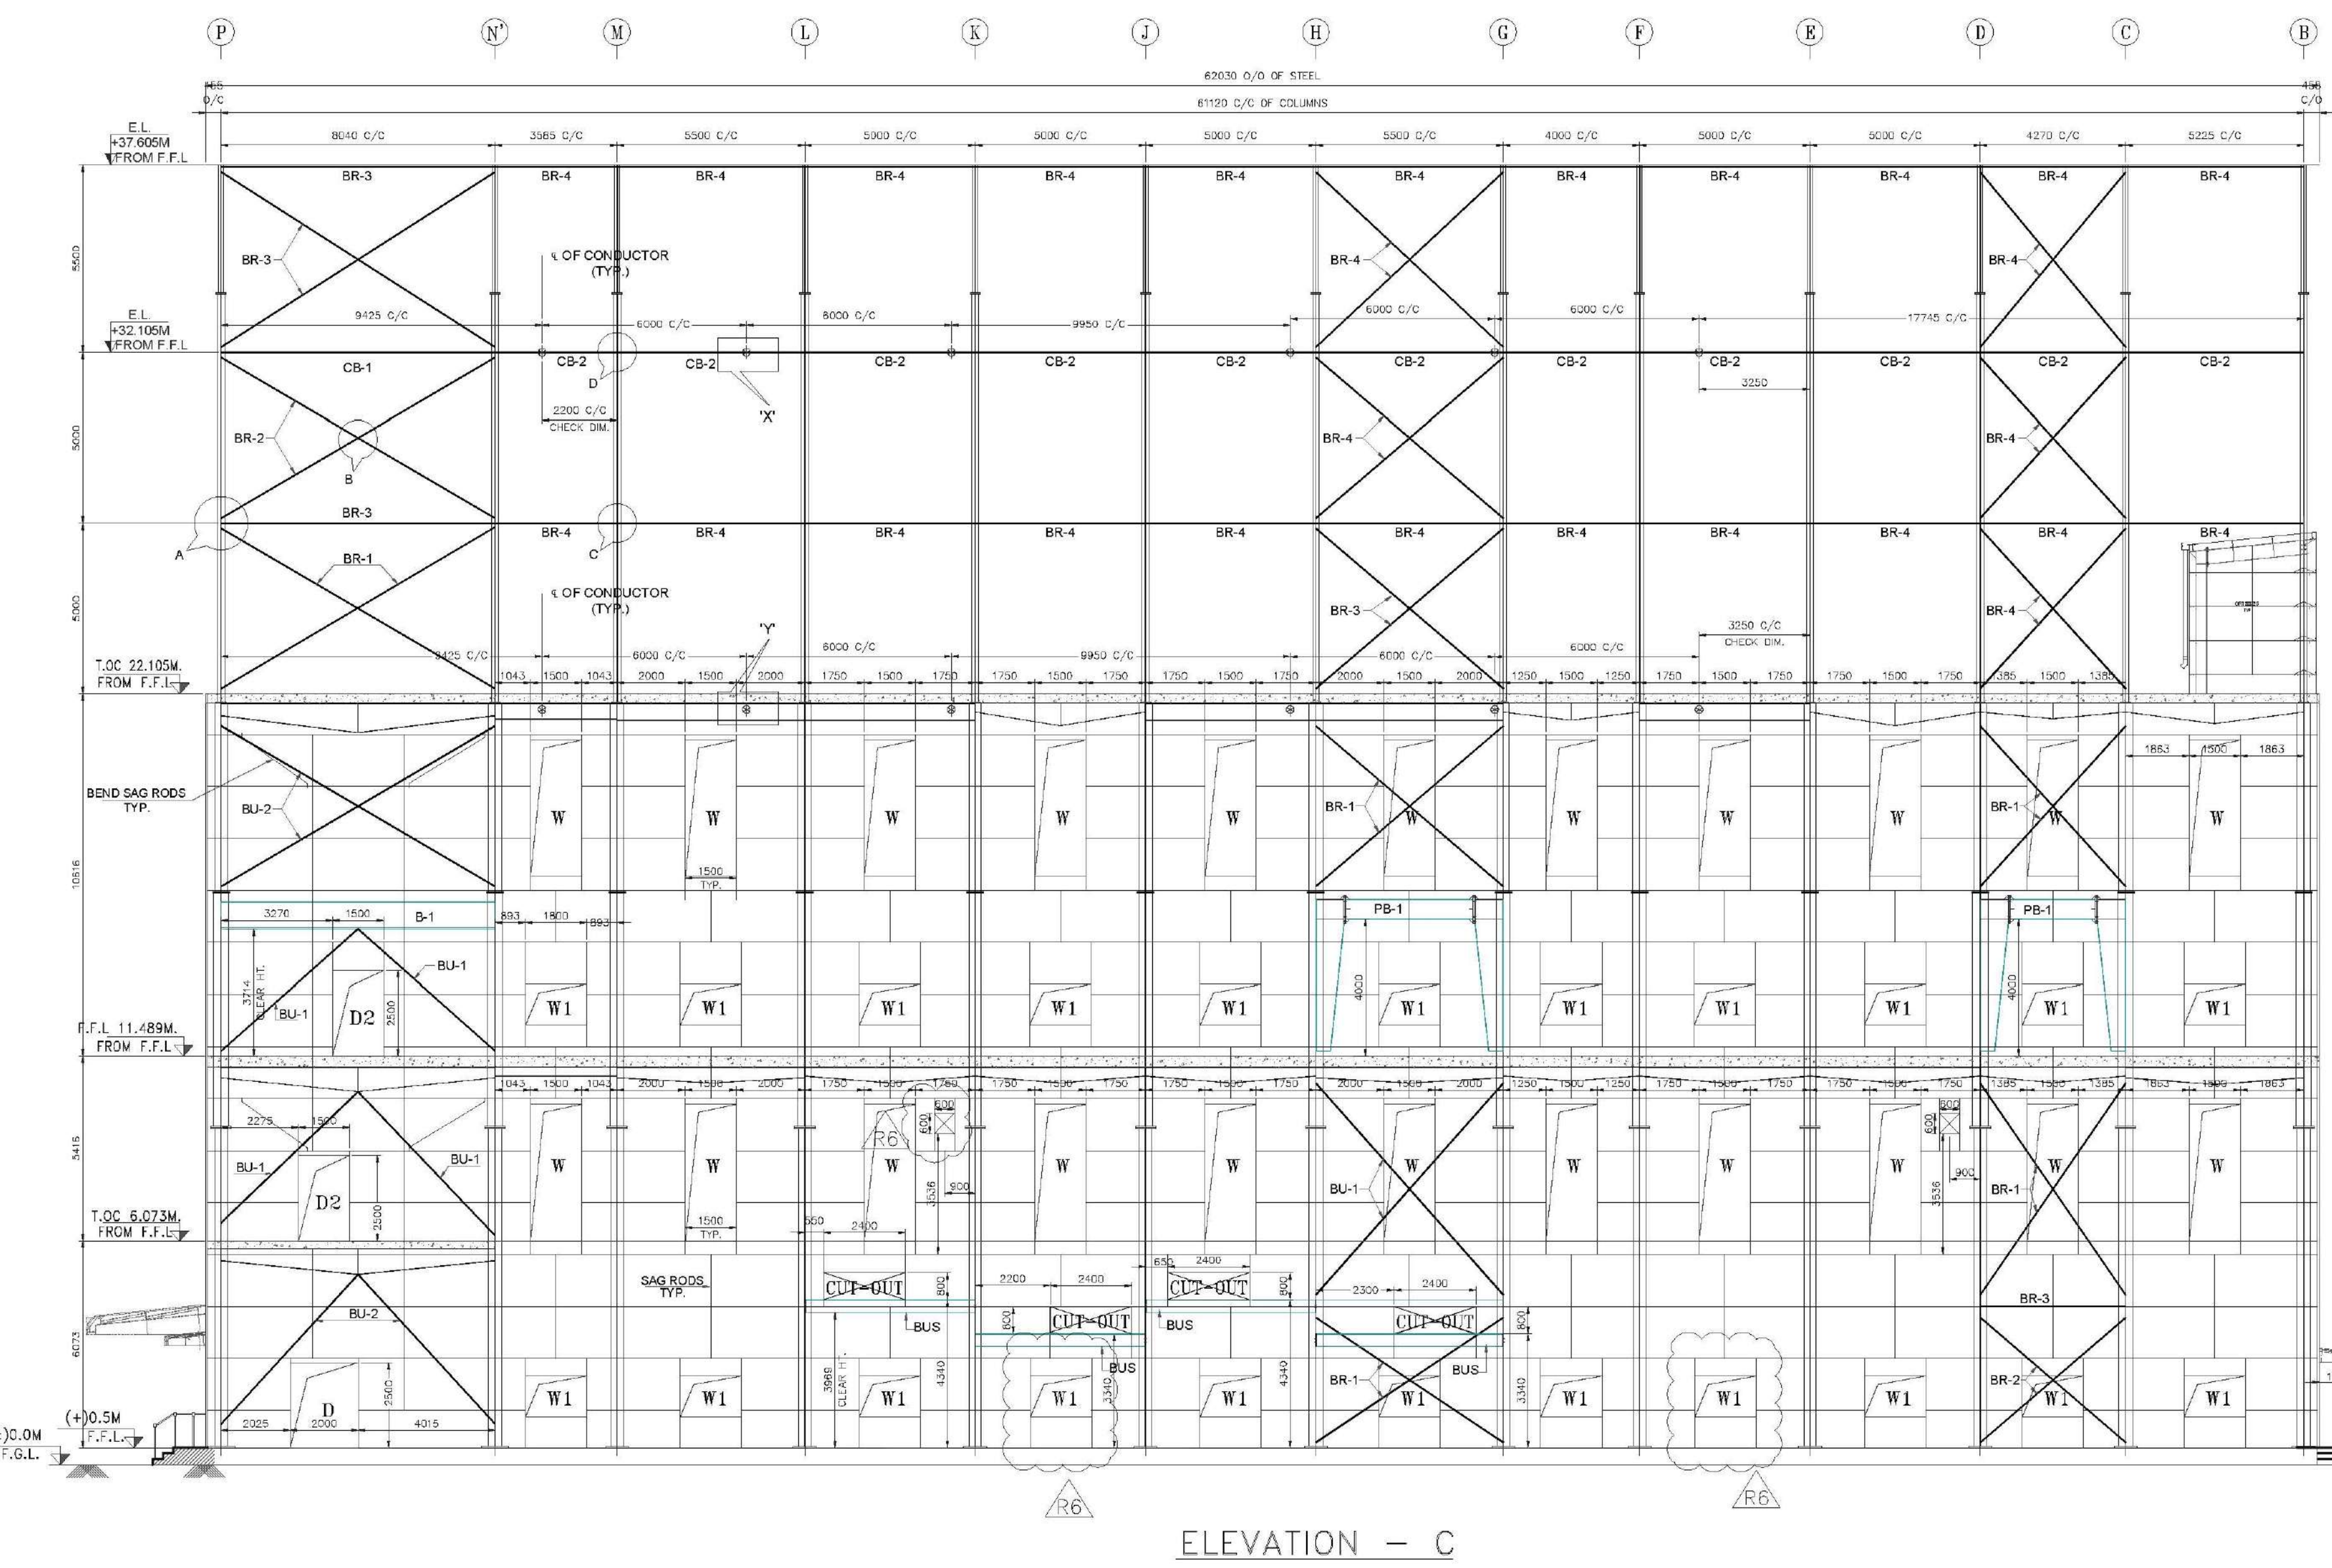 P N' M L K J H G F E D C B
62030 O/O OF STEEL
O/C
C/O
61120 C/C OF COLUMNS
E.L.
+37.605M
FROM F.F.L
8040 C/C 3585 C/C 5500 C/C 5000 C/C 5000 C/C 5000 C/C 5500 C/C 4000 C/C 5000 C/C 5000 C/C 4270 C/C 5225 C/C
BR-3 BR-4 BR-4 BR-4 BR-4 BR-4 BR-4 BR-4 BR-4 BR-4 BR-4 BR-4
5500
BR-3
℄ OF CONDUCTOR
(TYP.)
BR-4
BR-4
E.L.
+32.105M
FROM F.F.L
9425 C/C 6000 C/C 6000 C/C 9950 C/C 6000 C/C 6000 C/C 17745 C/C
CB-1 CB-2 CB-2 CB-2 CB-2 CB-2 CB-2 CB-2 CB-2 CB-2 CB-2 CB-2
D
3250
2200 C/C
CHECK DIM.
'X'
5000
BR-2
B
BR-4
BR-4
BR-3
BR-4 BR-4 BR-4 BR-4 BR-4 BR-4 BR-4 BR-4 BR-4 BR-4 BR-4
A
C
BR-1
5000
℄ OF CONDUCTOR
(TYP.)
BR-3
BR-4
'Y'
3250 C/C
CHECK DIM.
9425 C/C 6000 C/C 6000 C/C 9950 C/C 6000 C/C 6000 C/C
T.OC 22.105M.
FROM F.F.L
1043 1500 1043 2000 1500 2000 1750 1500 1750 1750 1500 1750 1750 1500 1750 2000 1500 2000 1250 1500 1250 1750 1500 1750 1750 1500 1750 1385 1500 1385
1863 1500 1863
BEND SAG RODS
TYP.
BU-2
BR-1
BR-1
W W W W W W W W W W W
10616
1500
TYP.
3270 1500 B-1 893 1800 893
PB-1
PB-1
BU-1
3714
CLEAR HT.
BU-1
D2
2500
4000
4000
W1 W1 W1 W1 W1 W1 W1 W1 W1 W1 W1
F.F.L 11.489M.
FROM F.F.L
1043 1500 1043 2000 1500 2000 1750 1500 1750 1750 1500 1750 1750 1500 1750 2000 1500 2000 1250 1500 1250 1750 1500 1750 1750 1500 1750 1385 1500 1385 1863 1500 1863
600
600
R6
600
600
2275 1500
5416
BU-1
BU-1
D2
2500
W W W W W W W W W W W
3536
900
BU-1
3536
900
BR-1
T.OC 6.073M.
FROM F.F.L
1500
TYP.
550 2400
SAG RODS
TYP.
CUT-OUT
800
2200 2400
650 2400
CUT-OUT
800
2300 2400
BR-3
6073
BU-2
BUS
800
CUT-OUT
BUS
CUT-OUT
800
BUS
BUS
3969
CLEAR HT.
4340
3340
4340
BR-1
3340
BR-2
D
2500
W1 W1 W1 W1 W1 W1 W1 W1 W1 W1 W1
(+)0.5M
F.F.L.
2025 2000 4015
)0.0M
F.G.L.
R6
R6
ELEVATION - C